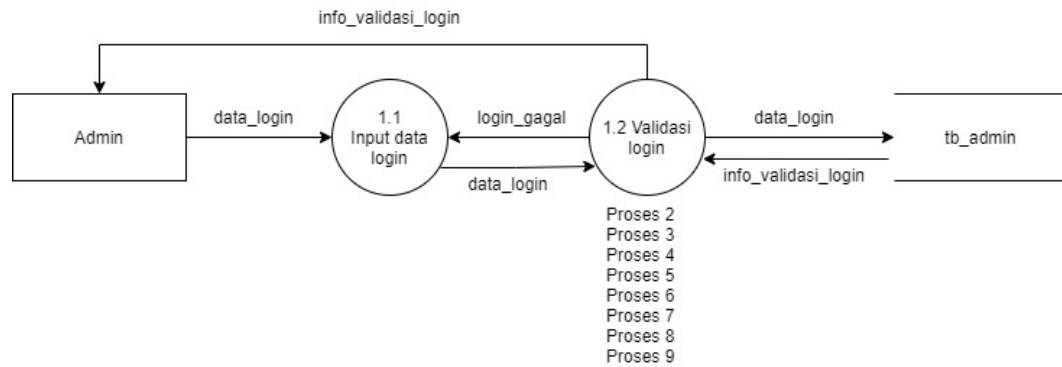 info_validasi_login
Admin
data_login
1.1
Input data
login
login_gagal
data_login
1.2 Validasi
login
data_login
info_validasi_login
tb_admin
Proses 2
Proses 3
Proses 4
Proses 5
Proses 6
Proses 7
Proses 8
Proses 9